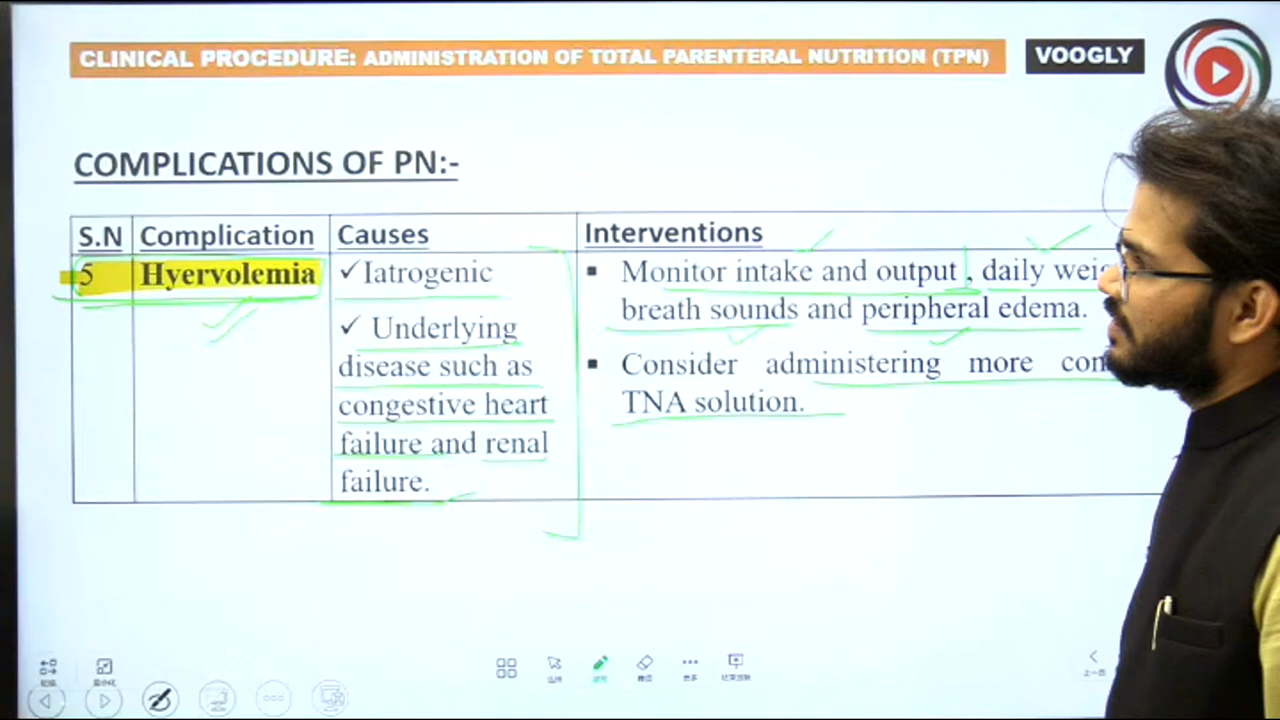 CLINICAL PROCEDURE: ADMINISTRATION OF TOTAL PARENTERAL NUTRITION (TPN)
VOOGLY
COMPLICATIONS OF PN:-
S.N Complication Causes Interventions
5 Hyervolemia
✓Iatrogenic
✓ Underlying
disease such as
congestive heart
failure and renal
failure.
▪ Monitor intake and output , daily
breath sounds and peripheral edema.
▪ Consider administering more
TNA solution.